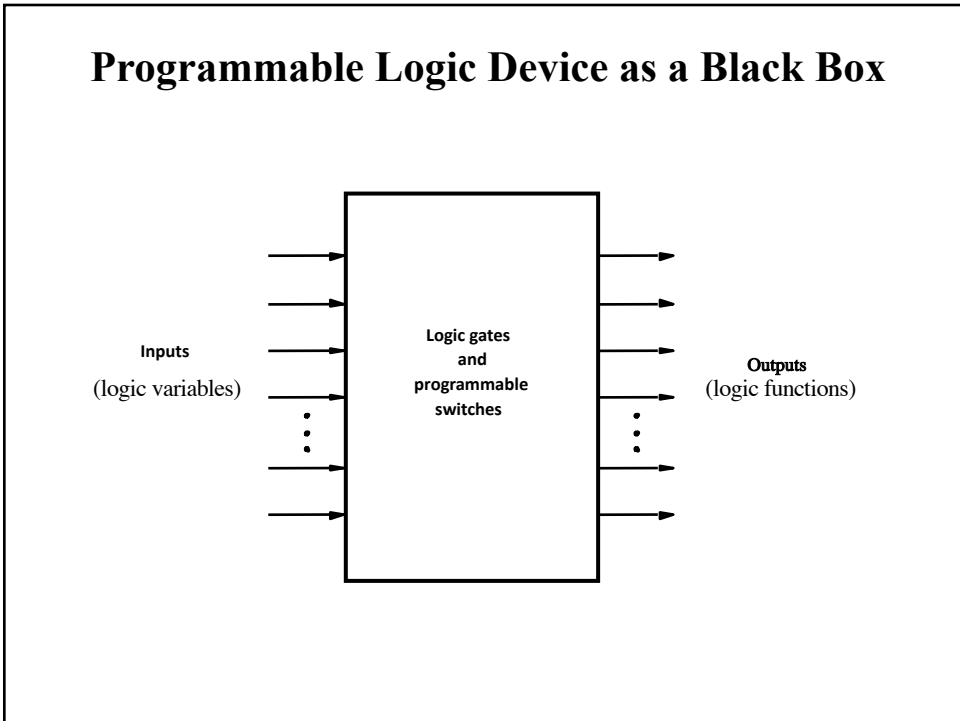 Programmable Logic Device as a Black Box
Inputs
(logic variables)
Logic gates
and
programmable
switches
Outputs
(logic functions)